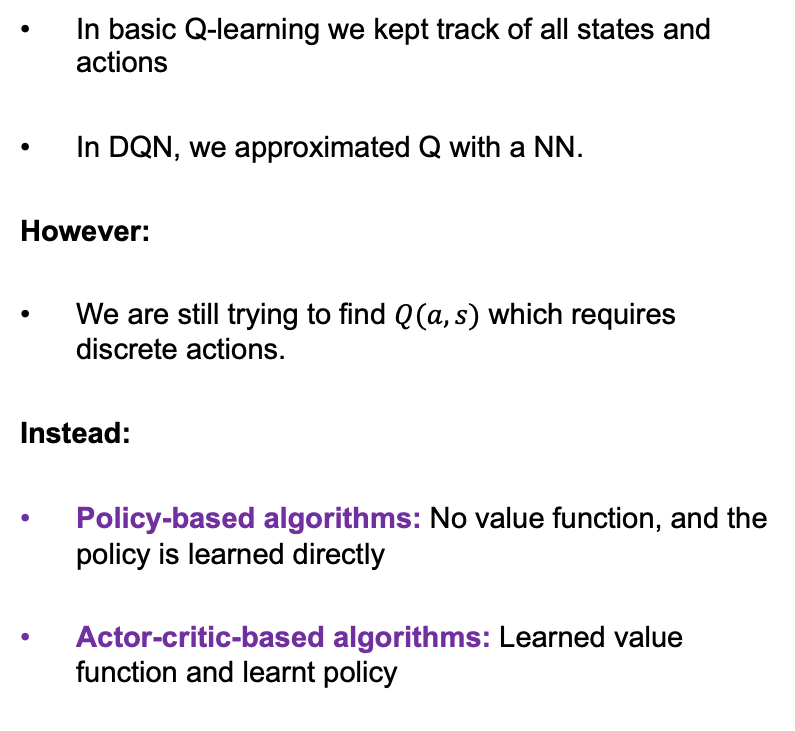 • In basic Q-learning we kept track of all states and
actions
• In DQN, we approximated Q with a NN.
However:
• We are still trying to find Q(a, s) which requires
discrete actions.
Instead:
• Policy-based algorithms: No value function, and the
policy is learned directly
• Actor-critic-based algorithms: Learned value
function and learnt policy